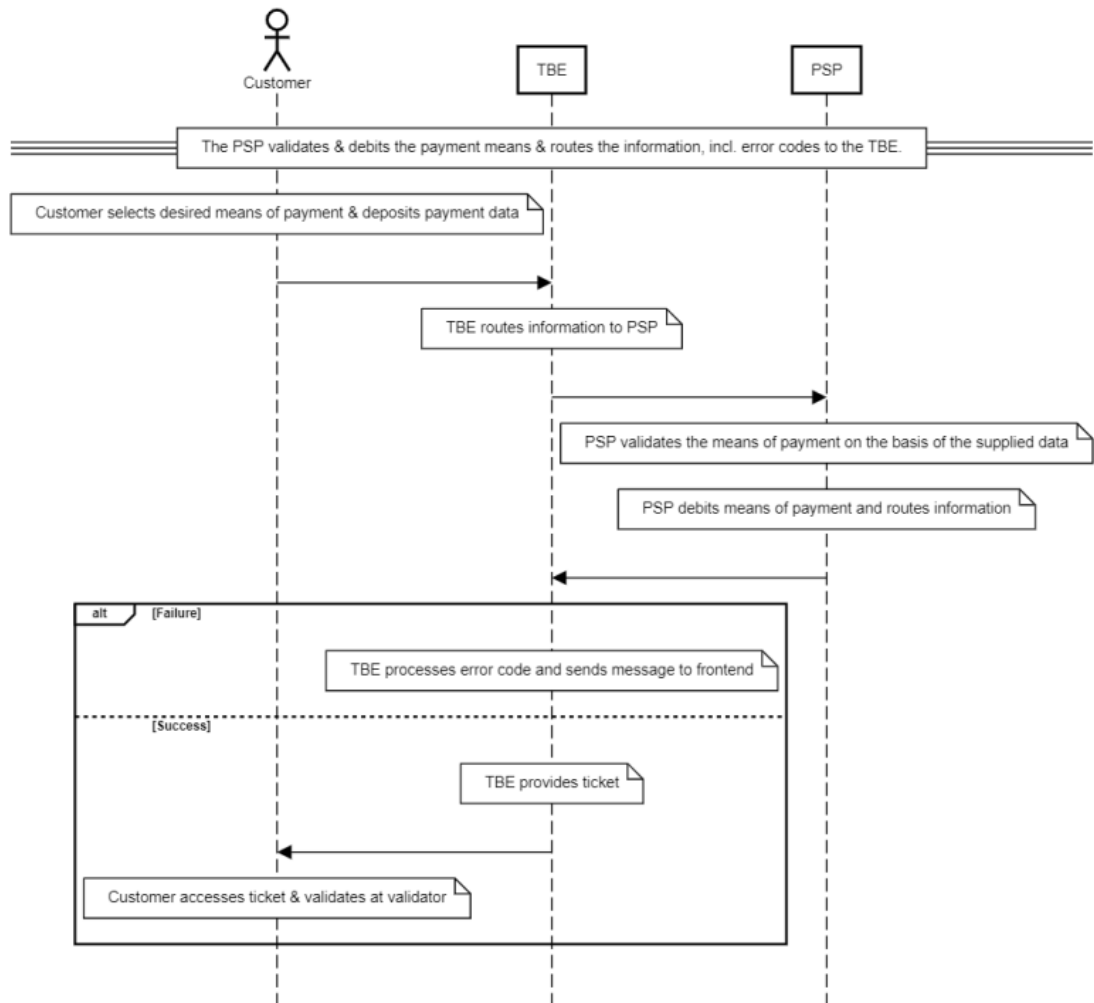 Customer
TBE
PSP
The PSP validates & debits the payment means & routes the information, incl. error codes to the TBE.
Customer selects desired means of payment & deposits payment data
TBE routes information to PSP
PSP validates the means of payment on the basis of the supplied data
PSP debits means of payment and routes information
alt
[Failure]
TBE processes error code and sends message to frontend
[Success]
TBE provides ticket
Customer accesses ticket & validates at validator